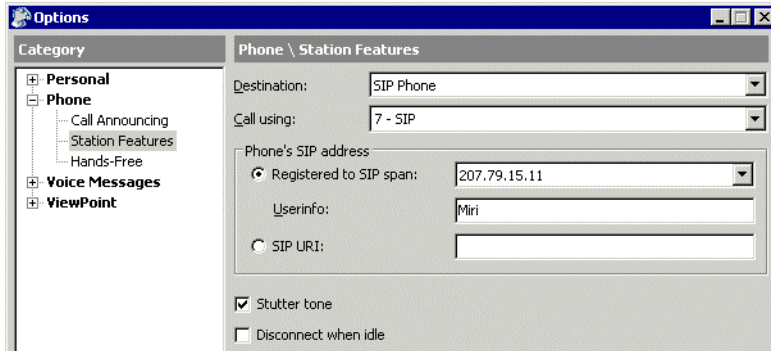 Options
Category
Phone \ Station Features
Personal
Phone
Call Announcing
Station Features
Hands-Free
Voice Messages
ViewPoint
Destination:
SIP Phone
Call using:
7 - SIP
Phone's SIP address
Registered to SIP span:
207.79.15.11
Userinfo:
Miri
SIP URI:
Stutter tone
Disconnect when idle